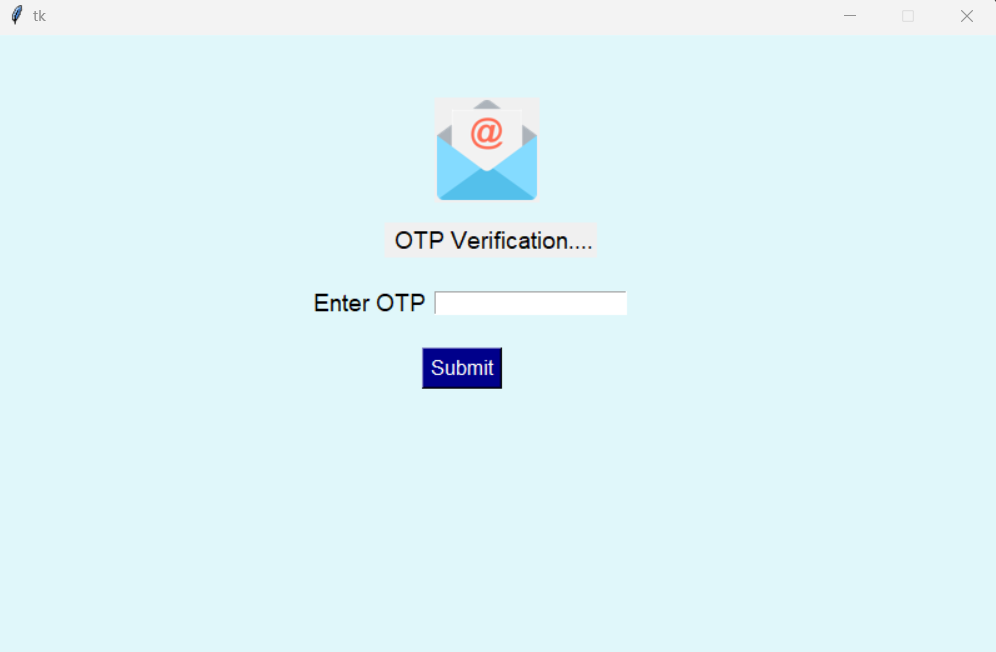 tk
@
OTP Verification....
Enter OTP
Submit